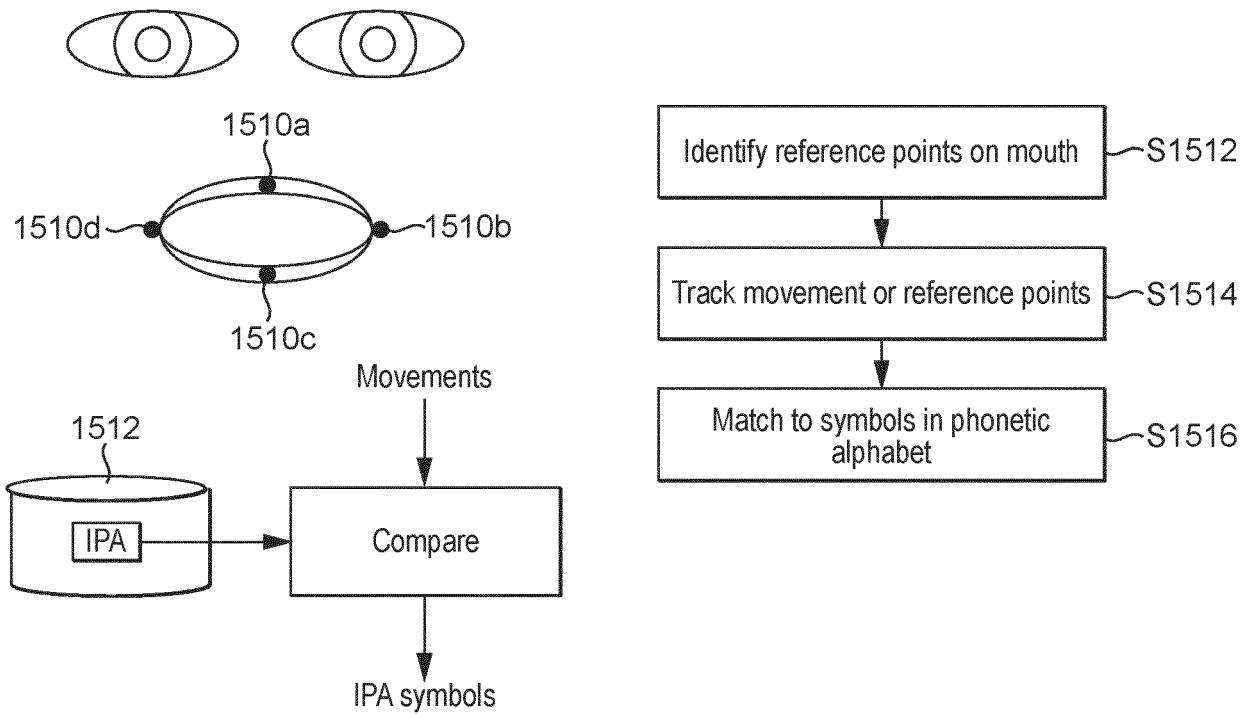 1510a
1510d
1510b
1510c
Movements
1512
IPA
Compare
IPA symbols
Identify reference points on mouth
S1512
Track movement or reference points
S1514
Match to symbols in phonetic
alphabet
S1516